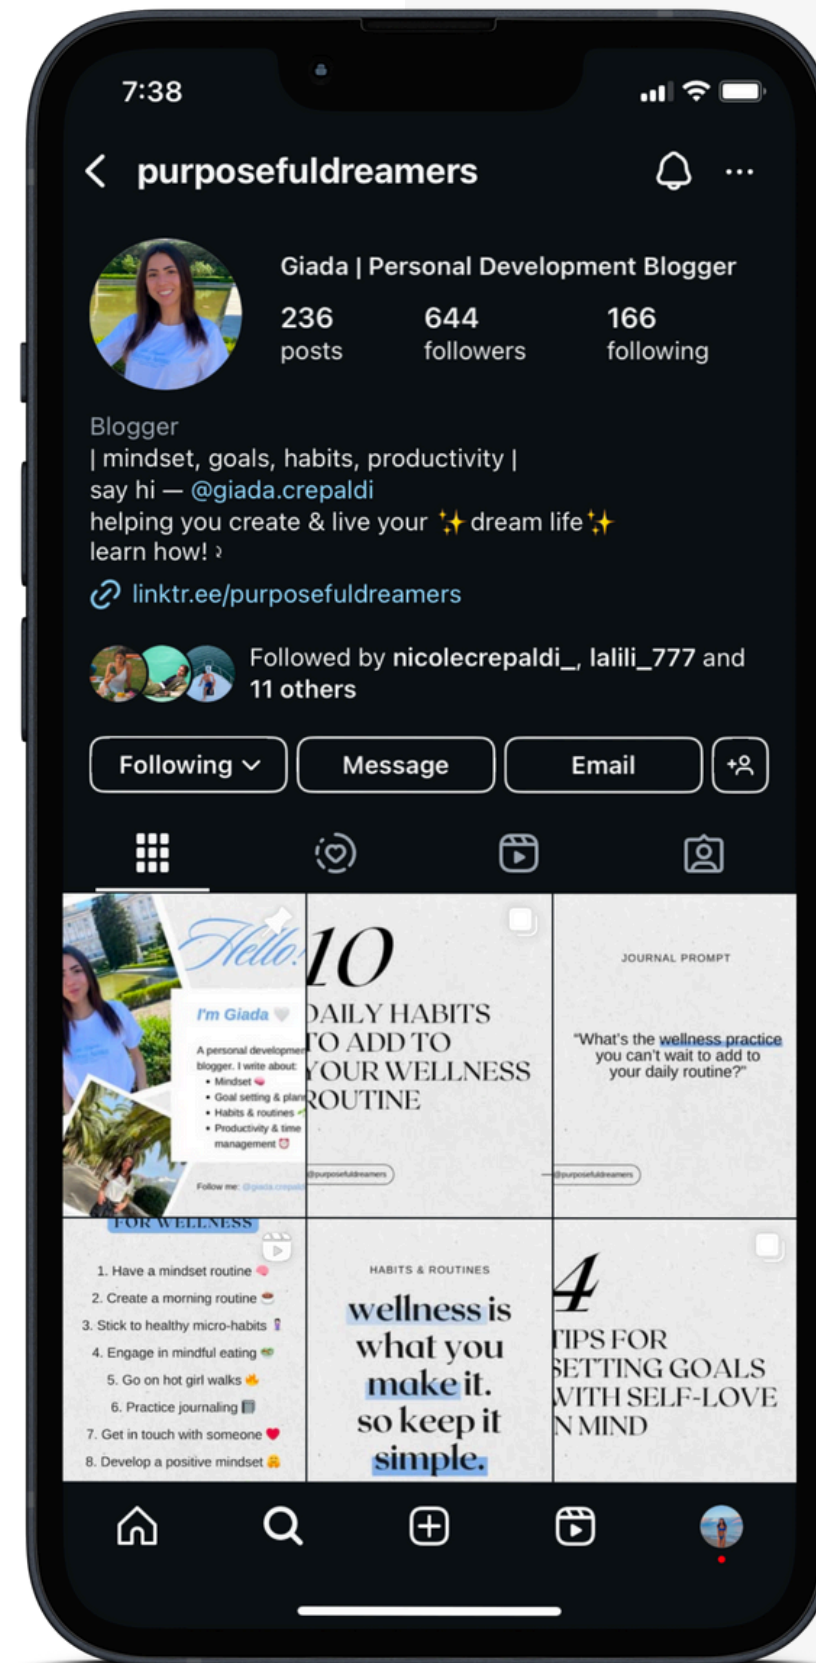 7:38
purposefuldreamers
Giada | Personal Development Blogger
236 644 166
posts followers following
Blogger
| mindset, goals, habits, productivity |
say hi — @giada.crepaldi
helping you create & live your ✨dream life✨
learn how! ⤸
linktr.ee/purposefuldreamers
Followed by nicolecrepaldi_, lalili_777 and
11 others
Following Message Email
Hello!
I'm Giada 🤍
A personal developmen
blogger. I write about:
• Mindset 🧠
• Goal setting & plann
• Habits & routines 🌱
• Productivity & time
management ⏰
Follow me: @giada.crepald
10
DAILY HABITS
TO ADD TO
YOUR WELLNESS
ROUTINE
@purposefuldreamers
JOURNAL PROMPT
“What’s the wellness practice
you can’t wait to add to
your daily routine?”
@purposefuldreamers
FOR WELLNESS
1. Have a mindset routine 🧠
2. Create a morning routine ☕
3. Stick to healthy micro-habits
4. Engage in mindful eating 🥗
5. Go on hot girl walks 🔥
6. Practice journaling 📓
7. Get in touch with someone ❤️
8. Develop a positive mindset 🤗
HABITS & ROUTINES
wellness is
what you
make it.
so keep it
simple.
4
TIPS FOR
SETTING GOALS
WITH SELF-LOVE
N MIND